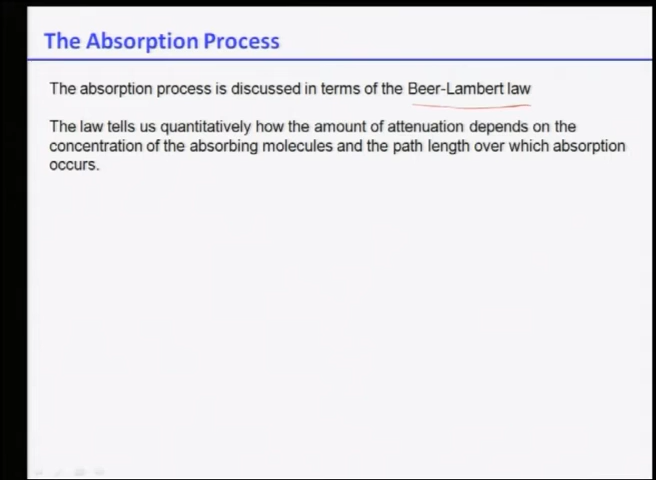 The Absorption Process
The absorption process is discussed in terms of the Beer-Lambert law
The law tells us quantitatively how the amount of attenuation depends on the
concentration of the absorbing molecules and the path length over which absorption
occurs.